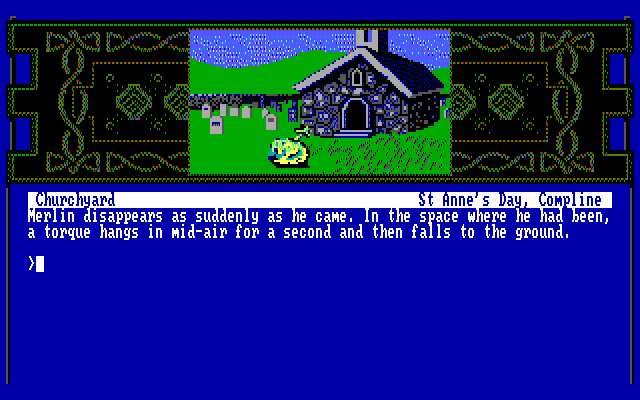 Churchyard St Anne's Day, Compline
Merlin disappears as suddenly as he came. In the space where he had been,
a torque hangs in mid-air for a second and then falls to the ground.
>